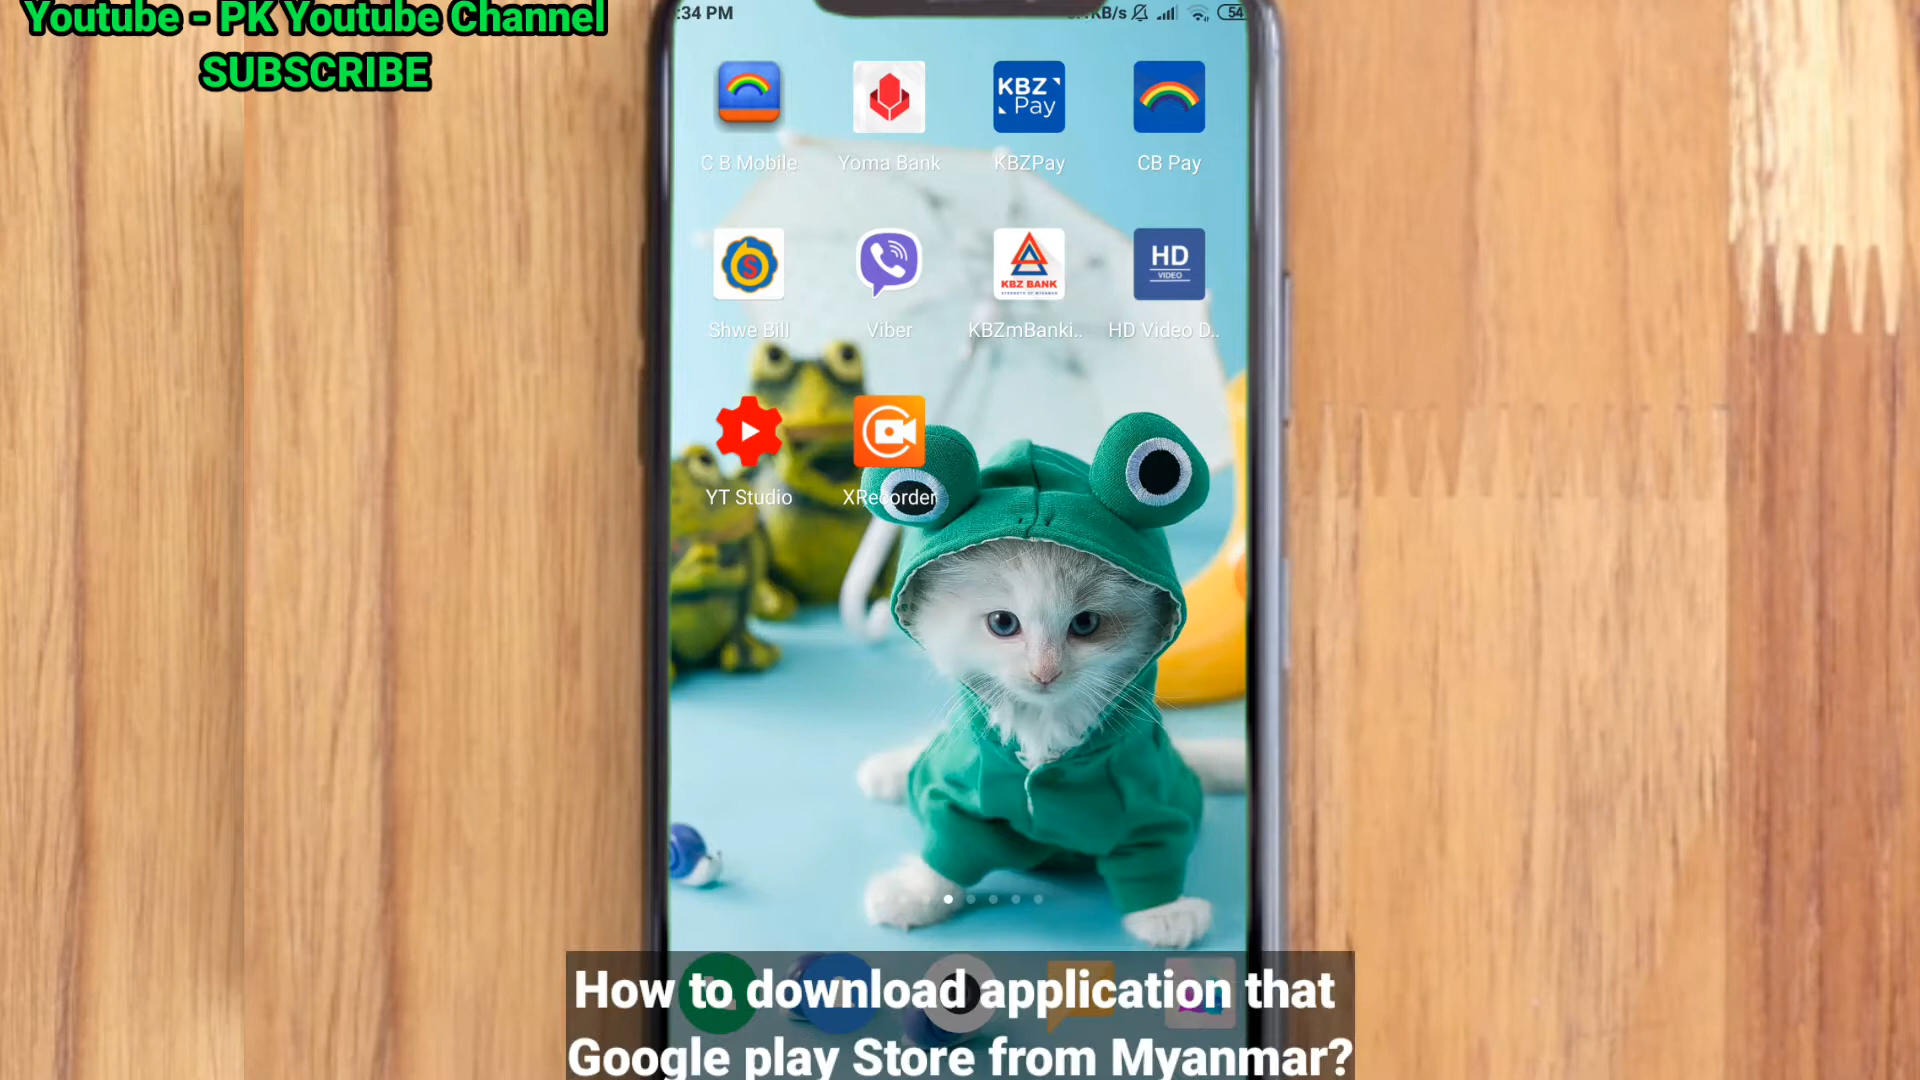 Youtube - PK Youtube Channel
SUBSCRIBE
:34 PM
KB/s
54
KBZ
Pay
C B Mobile
Yoma Bank
KBZPay
CB Pay
S
KBZ BANK
HD
VIDEO
Shwe Bill
Viber
KBZmBanki..
HD Video D..
YT Studio
XRecorder
How to download application that
Google play Store from Myanmar?